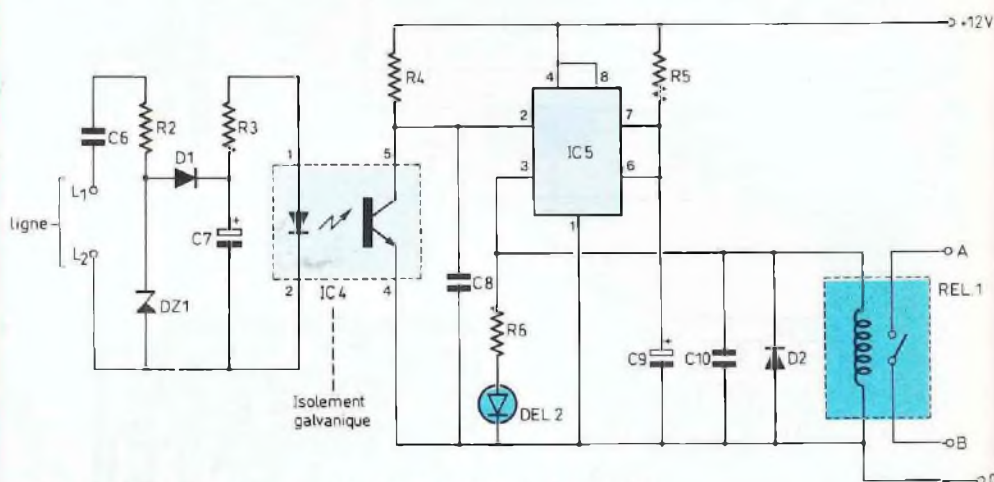 +12V
R4
R5
4
8
2
7
IC5
3
6
1
C6
R2
R3
D1
1
5
L1
ligne
L2
C7
+
DZ1
2
IC4
4
C8
R6
+
C9
C10
D2
A
REL.1
DEL 2
Isolement
galvanique
B